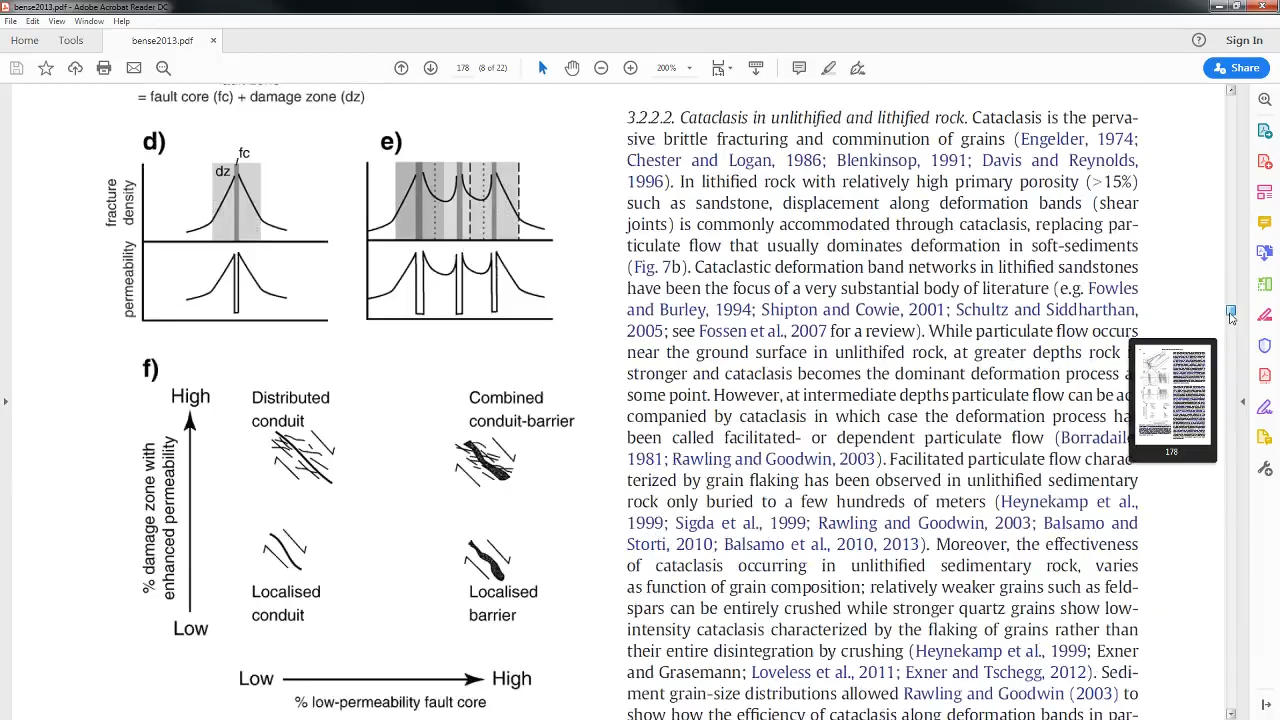 bense2013.pdf - Adobe Acrobat Reader DC
File Edit View Window Help
Home Tools bense2013.pdf × Sign In
178 (8 of 22) 200% Share
= fault core (fc) + damage zone (dz)
d)
fc
dz
fracture
density
permeability
e)
f)
High
Low
% damage zone with
enhanced permeability
Distributed
conduit
Combined
conduit-barrier
Localised
conduit
Localised
barrier
Low High
% low-permeability fault core
3.2.2.2. Cataclasis in unlithified and lithified rock. Cataclasis is the perva-
sive brittle fracturing and comminution of grains (Engelder, 1974;
Chester and Logan, 1986; Blenkinsop, 1991; Davis and Reynolds,
1996). In lithified rock with relatively high primary porosity (>15%)
such as sandstone, displacement along deformation bands (shear
joints) is commonly accommodated through cataclasis, replacing par-
ticulate flow that usually dominates deformation in soft-sediments
(Fig. 7b). Cataclastic deformation band networks in lithified sandstones
have been the focus of a very substantial body of literature (e.g. Fowles
and Burley, 1994; Shipton and Cowie, 2001; Schultz and Siddharthan,
2005; see Fossen et al., 2007 for a review). While particulate flow occurs
near the ground surface in unlithifed rock, at greater depths rock
stronger and cataclasis becomes the dominant deformation process
some point. However, at intermediate depths particulate flow can be ac
companied by cataclasis in which case the deformation process ha
been called facilitated- or dependent particulate flow (Borradail
1981; Rawling and Goodwin, 2003). Facilitated particulate flow charac-
terized by grain flaking has been observed in unlithified sedimentary
rock only buried to a few hundreds of meters (Heynekamp et al.,
1999; Sigda et al., 1999; Rawling and Goodwin, 2003; Balsamo and
Storti, 2010; Balsamo et al., 2010, 2013). Moreover, the effectiveness
of cataclasis occurring in unlithified sedimentary rock, varies
as function of grain composition; relatively weaker grains such as feld-
spars can be entirely crushed while stronger quartz grains show low-
intensity cataclasis characterized by the flaking of grains rather than
their entire disintegration by crushing (Heynekamp et al., 1999; Exner
and Grasemann; Loveless et al., 2011; Exner and Tschegg, 2012). Sedi-
ment grain-size distributions allowed Rawling and Goodwin (2003) to
show how the efficiency of cataclasis along deformation bands in par-
178